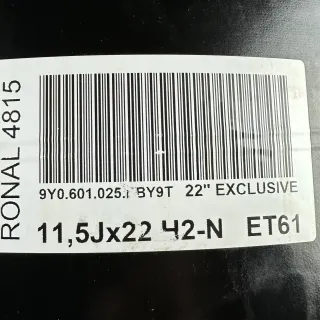 RONAL 4815
9Y0.601.025. BY9T 22" EXCLUSIVE
11,5Jx22 H2-N ET61